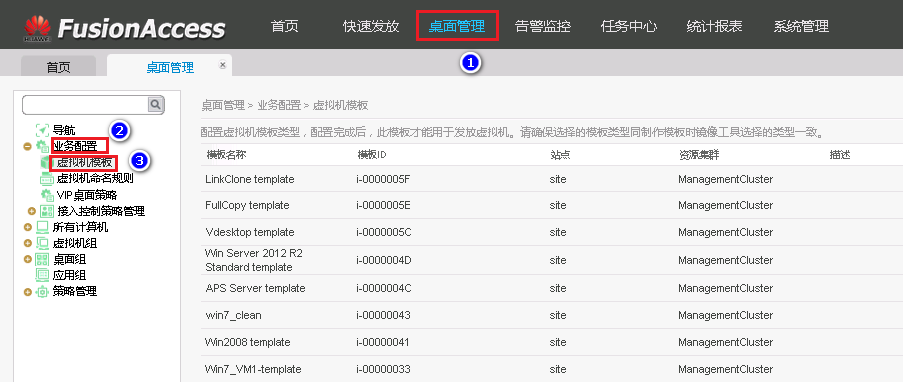 HUAWEI FusionAccess 首页 快速发放 桌面管理 告警监控 任务中心 统计报表 系统管理
1
首页 桌面管理 ×
导航
2
业务配置
虚拟机模板
3
虚拟机命名规则
VIP桌面策略
接入控制策略管理
所有计算机
虚拟机组
桌面组
应用组
策略管理
桌面管理 > 业务配置 > 虚拟机模板
配置虚拟机模板类型，配置完成后，此模板才能用于发放虚拟机。请确保选择的模板类型同制作模板时镜像工具选择的类型一致。
模板名称 模板ID 站点 资源集群 描述
LinkClone template i-0000005F site ManagementCluster
FullCopy template i-0000005E site ManagementCluster
Vdesktop template i-0000005C site ManagementCluster
Win Server 2012 R2
Standard template i-0000004D site ManagementCluster
APS Server template i-0000004C site ManagementCluster
win7_clean i-00000043 site ManagementCluster
Win2008 template i-00000041 site ManagementCluster
Win7_VM1-template i-00000033 site ManagementCluster